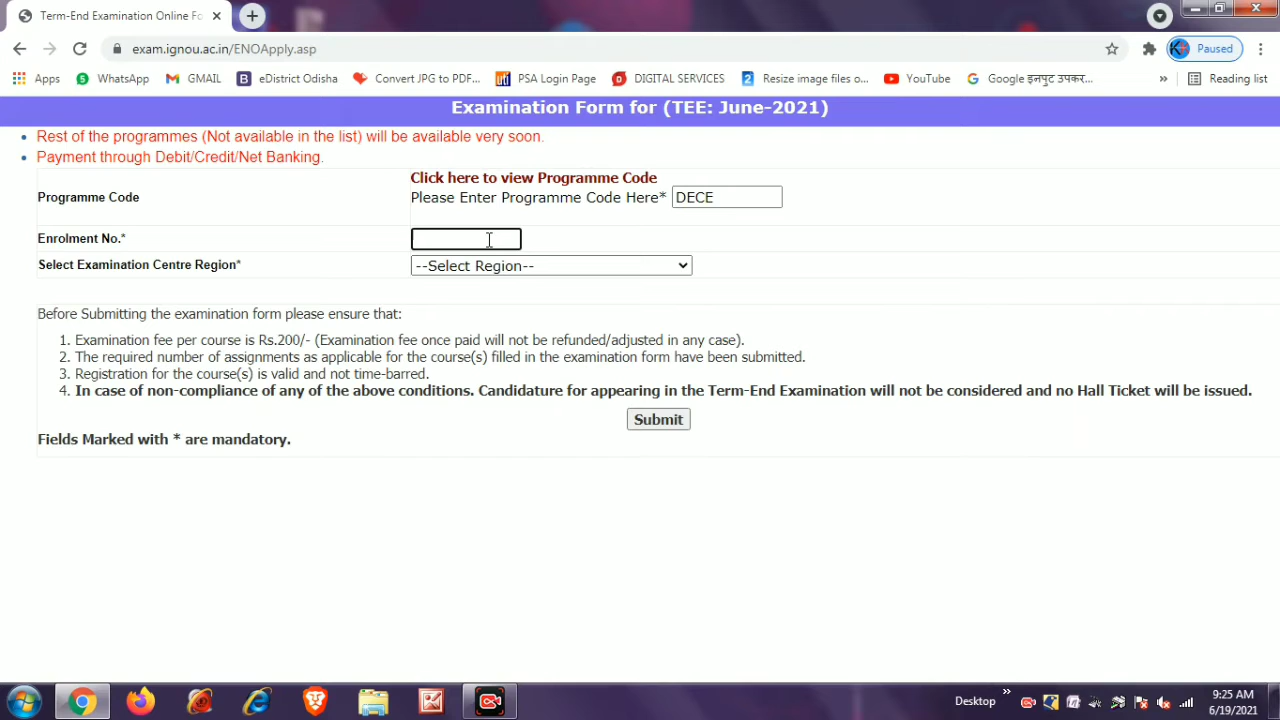 Term-End Examination Online Fo
exam.ignou.ac.in/ENOApply.asp
Paused
Apps WhatsApp GMAIL eDistrict Odisha Convert JPG to PDF... PSA Login Page DIGITAL SERVICES Resize image files o... YouTube Google इनपुट उपकर... » Reading list
Examination Form for (TEE: June-2021)
Rest of the programmes (Not available in the list) will be available very soon.
Payment through Debit/Credit/Net Banking.
Click here to view Programme Code
Programme Code Please Enter Programme Code Here* DECE
Enrolment No.*
Select Examination Centre Region* --Select Region--
Before Submitting the examination form please ensure that:
1. Examination fee per course is Rs.200/- (Examination fee once paid will not be refunded/adjusted in any case).
2. The required number of assignments as applicable for the course(s) filled in the examination form have been submitted.
3. Registration for the course(s) is valid and not time-barred.
4. In case of non-compliance of any of the above conditions. Candidature for appearing in the Term-End Examination will not be considered and no Hall Ticket will be issued.
Submit
Fields Marked with * are mandatory.
Desktop » 9:25 AM
6/19/2021